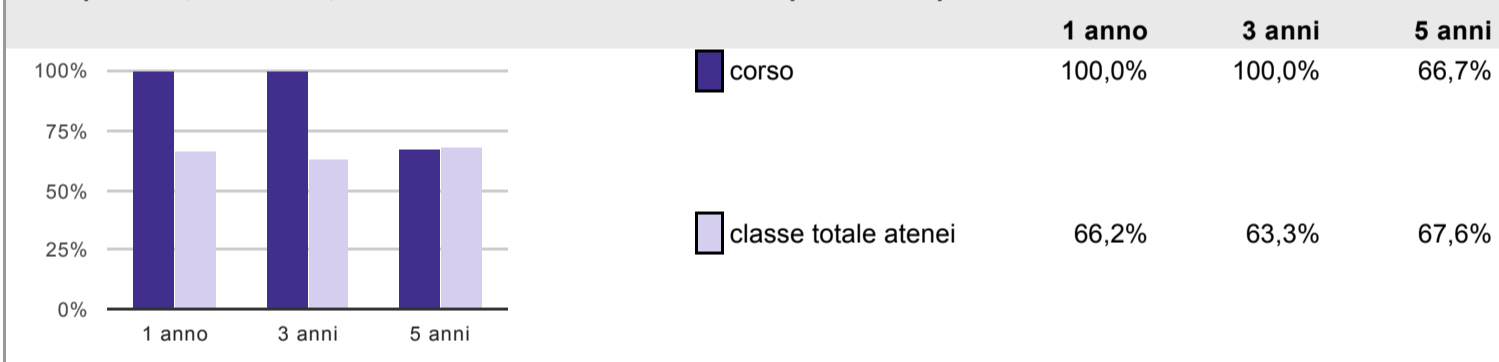 1 anno 3 anni 5 anni
100% corso 100,0% 100,0% 66,7%
75%
50%
classe totale atenei 66,2% 63,3% 67,6%
25%
0%
1 anno 3 anni 5 anni